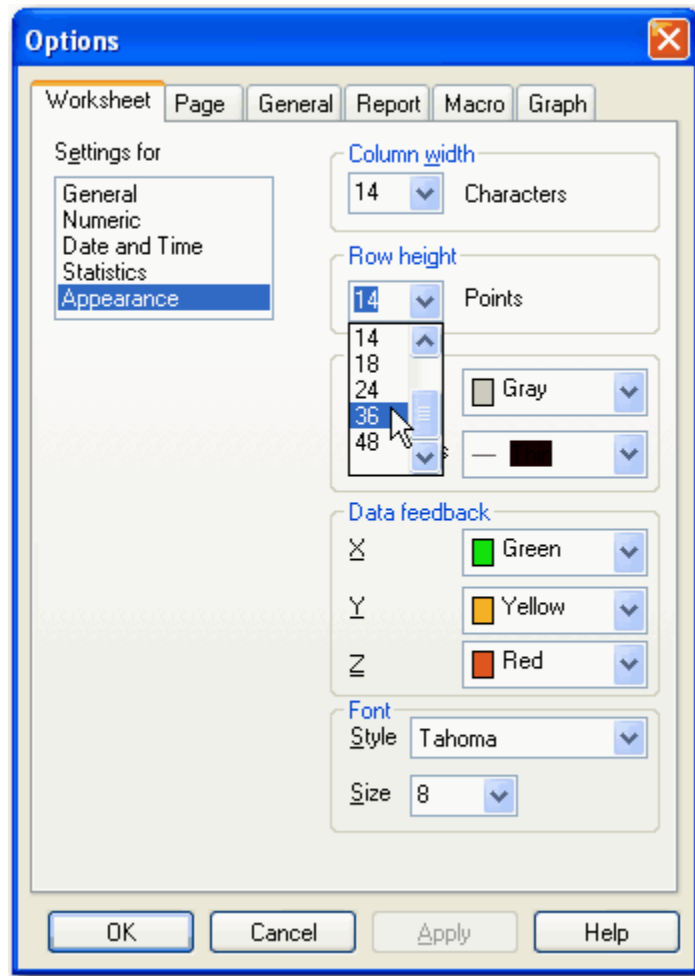 Options
Worksheet Page General Report Macro Graph
Settings for
General
Numeric
Date and Time
Statistics
Appearance
Column width
14 Characters
Row height
14 Points
14
18
24
36
48
Gray
s
Data feedback
X Green
Y Yellow
Z Red
Font
Style Tahoma
Size 8
OK Cancel Apply Help